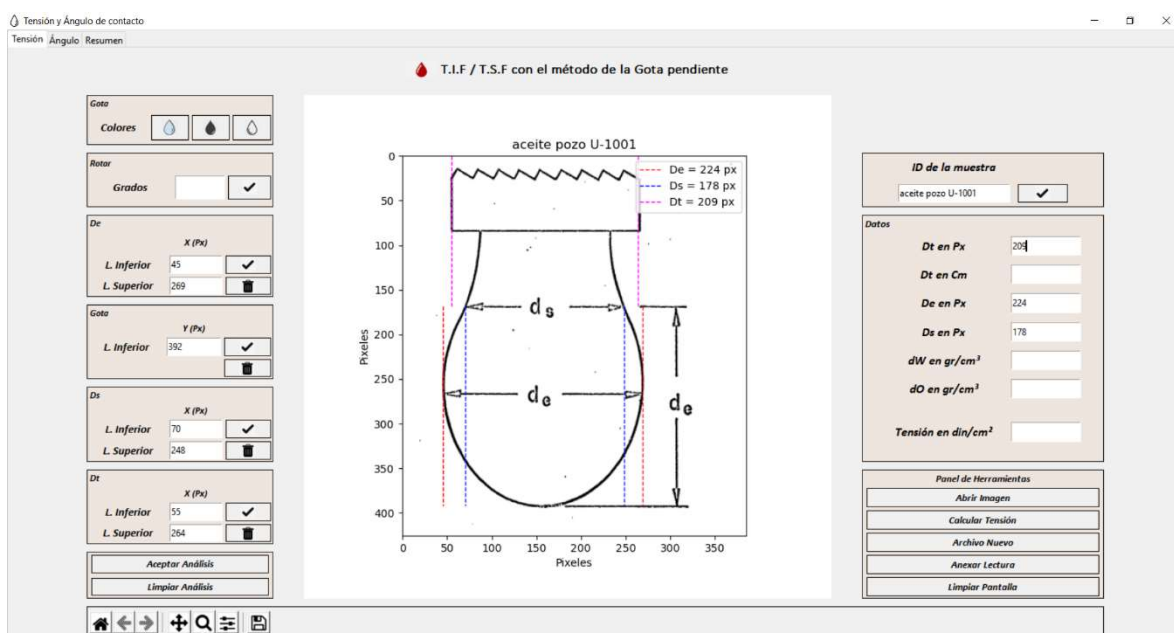 Tensión y Ángulo de contacto
Tensión Ángulo Resumen
T.I.F / T.S.F con el método de la Gota pendiente
Gota
Colores
Rotar
Grados
De
X (Px)
L. Inferior 45
L. Superior 269
Gota
Y (Px)
L. Inferior 392
Ds
X (Px)
L. Inferior 70
L. Superior 248
Dt
X (Px)
L. Inferior 55
L. Superior 264
Aceptar Análisis
Limpiar Análisis
aceite pozo U-1001
De = 224 px
Ds = 178 px
Dt = 209 px
0
50
100
150
200
250
300
350
400
Pixeles
ds
de
de
0 50 100 150 200 250 300 350
Pixeles
ID de la muestra
aceite pozo U-1001
Datos
Dt en Px 209
Dt en Cm
De en Px 224
Ds en Px 178
dW en gr/cm³
dO en gr/cm³
Tensión en din/cm²
Panel de Herramientas
Abrir Imagen
Calcular Tensión
Archivo Nuevo
Anexar Lectura
Limpiar Pantalla